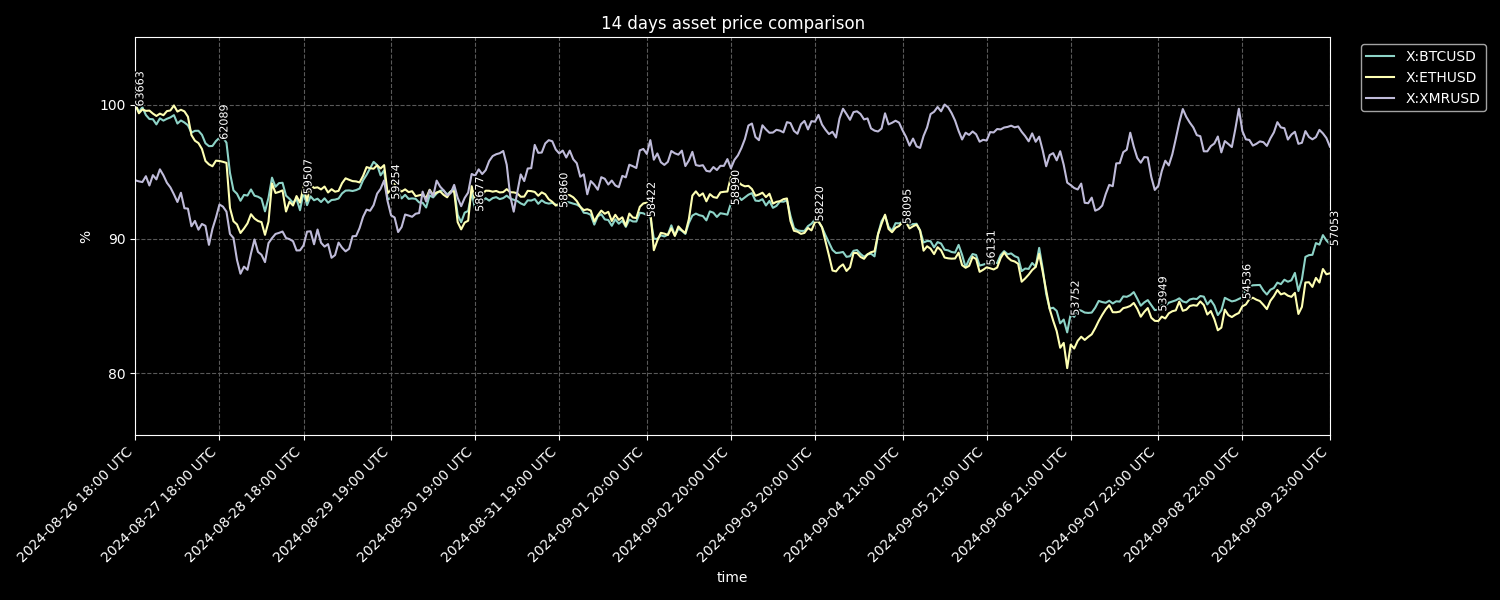 14 days asset price comparison
X:BTCUSD
X:ETHUSD
X:XMRUSD
%
100
90
80
63663
62089
59507
59254
58677
58860
58422
58990
58220
58095
56131
53752
53949
54536
57053
2024-08-26 18:00 UTC
2024-08-27 18:00 UTC
2024-08-28 18:00 UTC
2024-08-29 19:00 UTC
2024-08-30 19:00 UTC
2024-08-31 19:00 UTC
2024-09-01 20:00 UTC
2024-09-02 20:00 UTC
2024-09-03 20:00 UTC
2024-09-04 21:00 UTC
2024-09-05 21:00 UTC
2024-09-06 21:00 UTC
2024-09-07 22:00 UTC
2024-09-08 22:00 UTC
2024-09-09 23:00 UTC
time